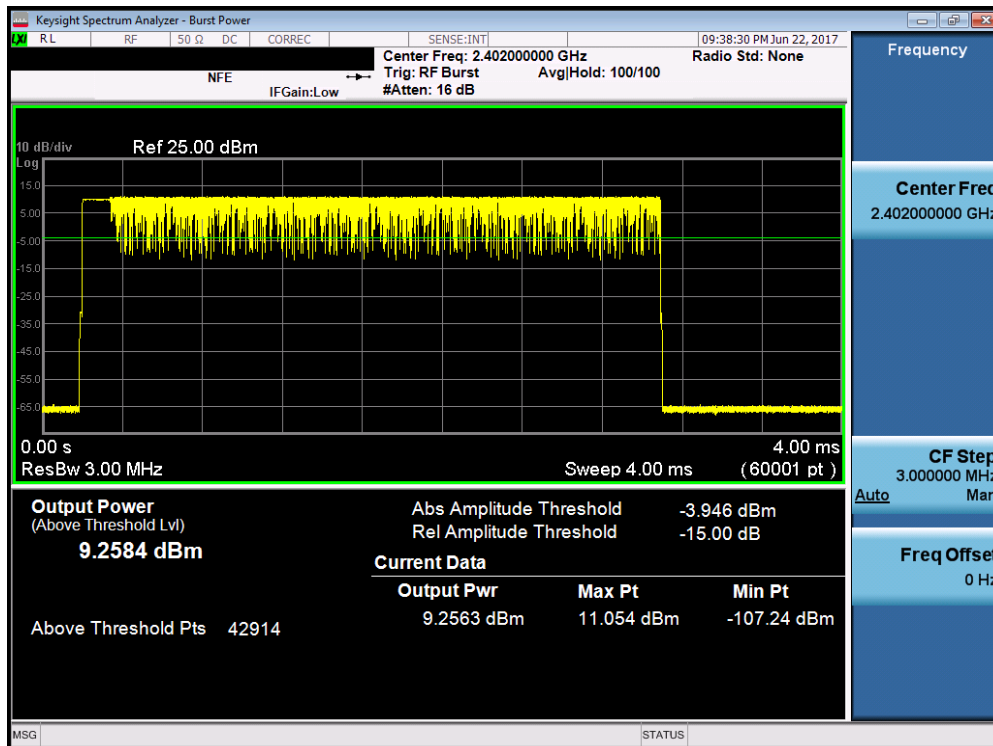 Keysight Spectrum Analyzer - Burst Power
LXI RL RF 50 Ω DC CORREC SENSE:INT 09:38:30 PM Jun 22, 2017
Center Freq: 2.402000000 GHz Radio Std: None
NFE Trig: RF Burst Avg|Hold: 100/100
IFGain:Low #Atten: 16 dB
10 dB/div Ref 25.00 dBm
Log
15.0
5.00
-5.00
-15.0
-25.0
-35.0
-45.0
-55.0
-65.0
0.00 s 4.00 ms
ResBw 3.00 MHz Sweep 4.00 ms (60001 pt)
Output Power
(Above Threshold Lvl)
9.2584 dBm
Above Threshold Pts 42914
Abs Amplitude Threshold -3.946 dBm
Rel Amplitude Threshold -15.00 dB
Current Data
Output Pwr Max Pt Min Pt
9.2563 dBm 11.054 dBm -107.24 dBm
MSG STATUS
Frequency
Center Freq
2.402000000 GHz
CF Step
3.000000 MHz
Auto Man
Freq Offset
0 Hz